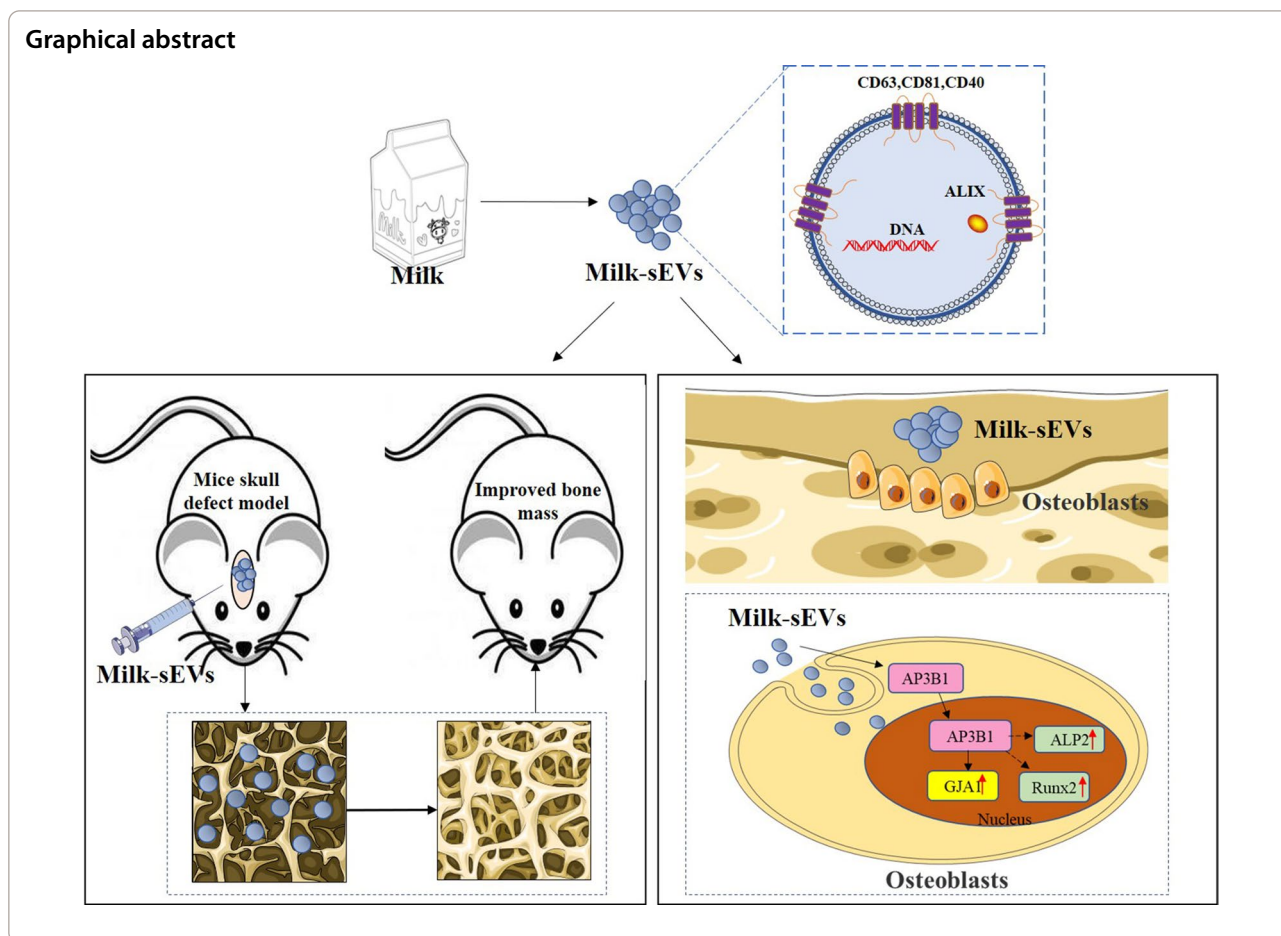 Graphical abstract
CD63,CD81,CD40
ALIX
DNA
Milk
Milk
Milk-sEVs
Mice skull
defect model
Improved bone
mass
Milk-sEVs
Milk-sEVs
Osteoblasts
Milk-sEVs
AP3B1
AP3B1
ALP2
GJA1
Runx2
Nucleus
Osteoblasts